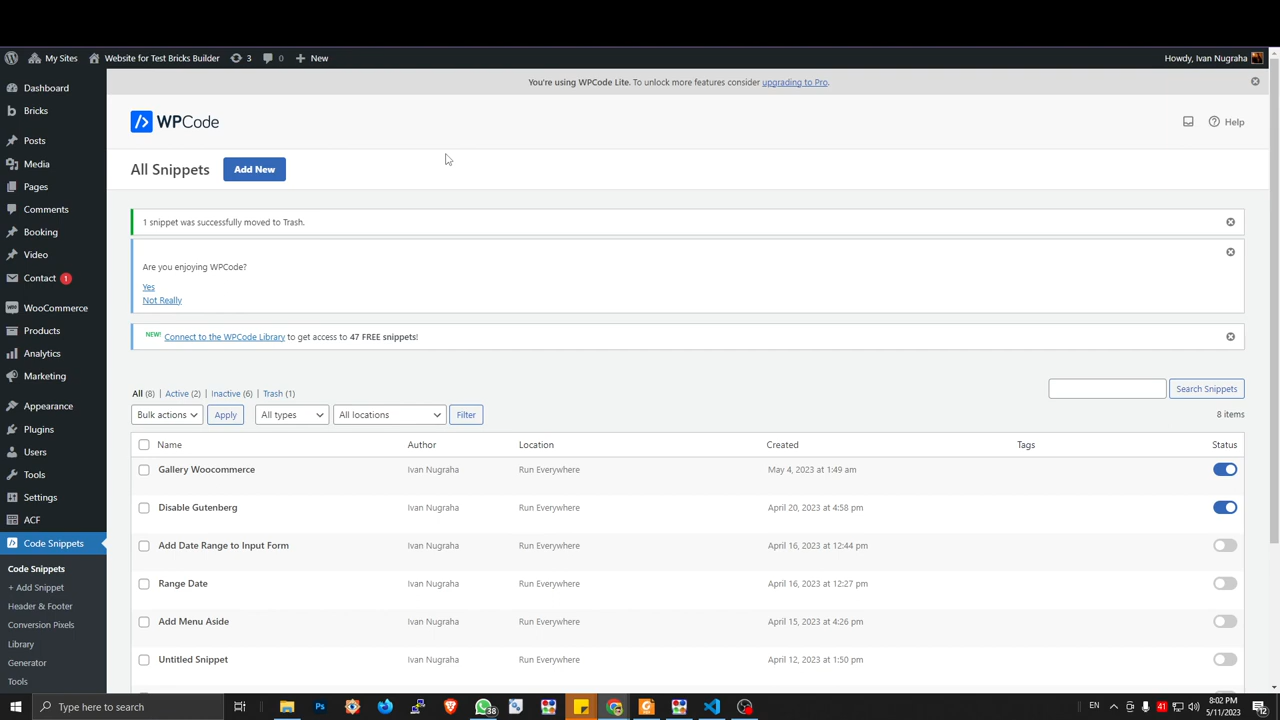 My Sites
Website for Test Bricks Builder
3
0
New
Howdy, Ivan Nugraha
You're using WPCode Lite. To unlock more features consider upgrading to Pro.
WPCode
Help
All Snippets
Add New
Dashboard
Bricks
Posts
Media
Pages
Comments
Booking
Video
Contact 1
WooCommerce
Products
Analytics
Marketing
Appearance
Plugins
Users
Tools
Settings
ACF
Code Snippets
Code Snippets
+ Add Snippet
Header & Footer
Conversion Pixels
Library
Generator
Tools
1 snippet was successfully moved to Trash.
Are you enjoying WPCode?
Yes
Not Really
NEW! Connect to the WPCode Library to get access to 47 FREE snippets!
All (8) | Active (2) | Inactive (6) | Trash (1)
Search Snippets
Bulk actions Apply All types All locations Filter
8 items
Name Author Location Created Tags Status
Gallery Woocommerce Ivan Nugraha Run Everywhere May 4, 2023 at 1:49 am
Disable Gutenberg Ivan Nugraha Run Everywhere April 20, 2023 at 4:58 pm
Add Date Range to Input Form Ivan Nugraha Run Everywhere April 16, 2023 at 12:44 pm
Range Date Ivan Nugraha Run Everywhere April 16, 2023 at 12:27 pm
Add Menu Aside Ivan Nugraha Run Everywhere April 15, 2023 at 4:26 pm
Untitled Snippet Ivan Nugraha Run Everywhere April 12, 2023 at 1:50 pm
Type here to search
38
EN
41
8:02 PM
5/11/2023
12